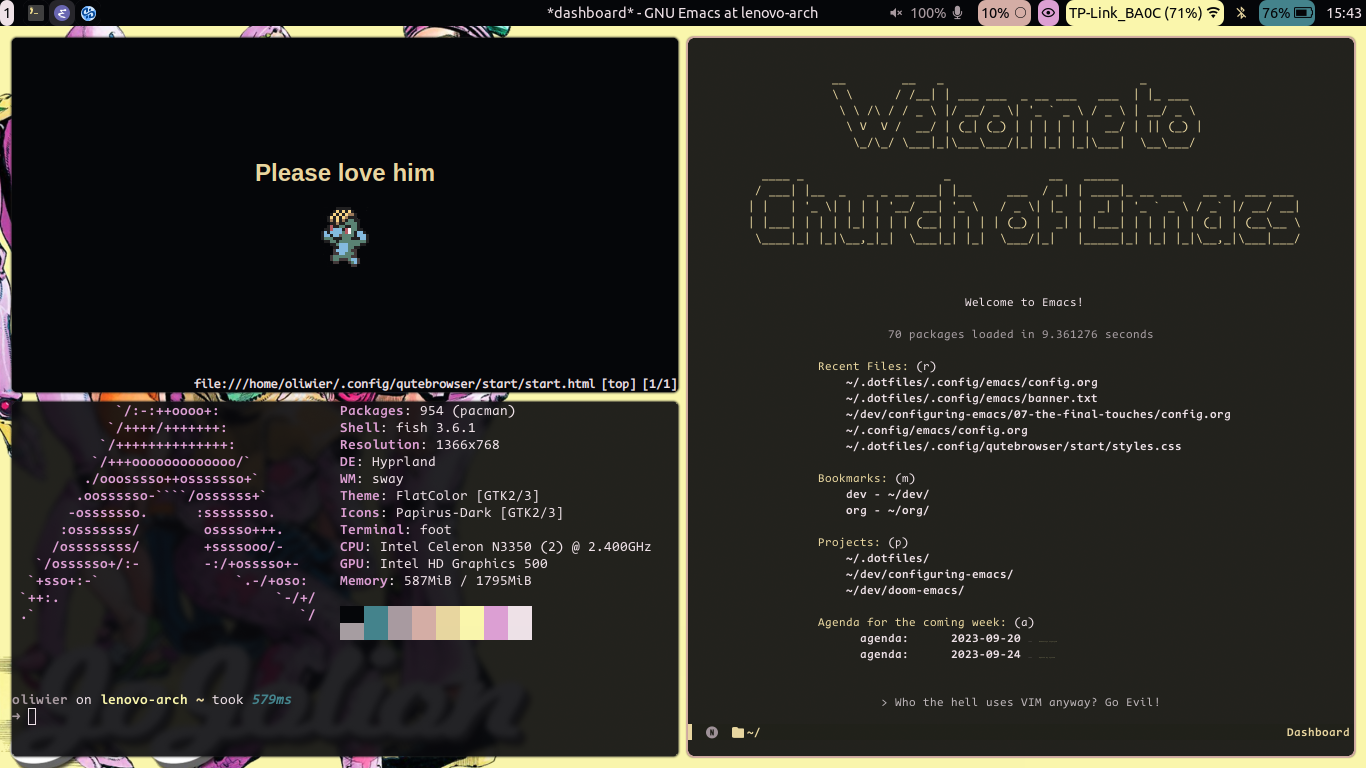 1
*dashboard* - GNU Emacs at lenovo-arch
100%
10%
TP-Link_BA0C (71%)
76%
15:43
Please love him
file:///home/oliwier/.config/qutebrowser/start/start.html [top] [1/1]
Packages: 954 (pacman)
Shell: fish 3.6.1
Resolution: 1366x768
DE: Hyprland
WM: sway
Theme: FlatColor [GTK2/3]
Icons: Papirus-Dark [GTK2/3]
Terminal: foot
CPU: Intel Celeron N3350 (2) @ 2.400GHz
GPU: Intel HD Graphics 500
Memory: 587MiB / 1795MiB
oliwier on lenovo-arch ~ took 579ms
→
Welcome to
Church of Emacs
Welcome to Emacs!
70 packages loaded in 9.361276 seconds
Recent Files: (r)
~/.dotfiles/.config/emacs/config.org
~/.dotfiles/.config/emacs/banner.txt
~/dev/configuring-emacs/07-the-final-touches/config.org
~/.config/emacs/config.org
~/.dotfiles/.config/qutebrowser/start/styles.css
Bookmarks: (m)
dev - ~/dev/
org - ~/org/
Projects: (p)
~/.dotfiles/
~/dev/configuring-emacs/
~/dev/doom-emacs/
Agenda for the coming week: (a)
agenda: 2023-09-20
agenda: 2023-09-24
> Who the hell uses VIM anyway? Go Evil!
N ~/
Dashboard